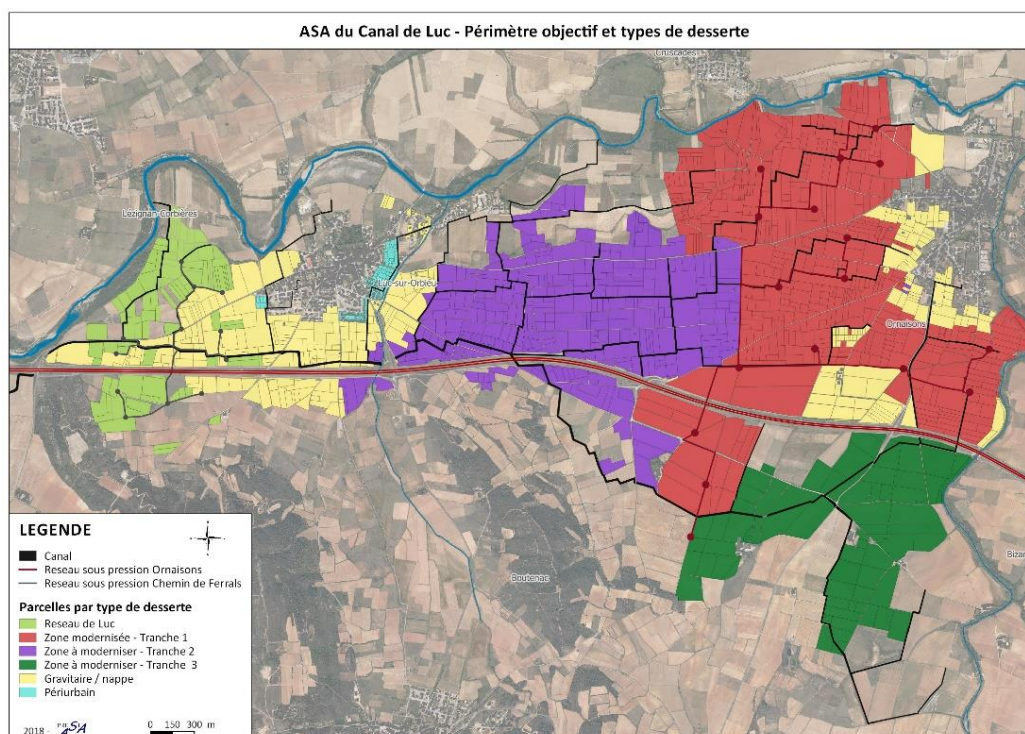 ASA du Canal de Luc - Périmètre objectif et types de desserte
Cruscades
Lézignan-Corbières
Luc-sur-Orbieu
Ornaisons
Boutenac
LEGENDE
Canal
Reseau sous pression Ornaisons
Reseau sous pression Chemin de Ferrals
Parcelles par type de desserte
Reseau de Luc
Zone modernisée - Tranche 1
Zone à moderniser - Tranche 2
Zone à moderniser - Tranche 3
Gravitaire / nappe
Périurbain
2018 - ASA
0 150 300 m